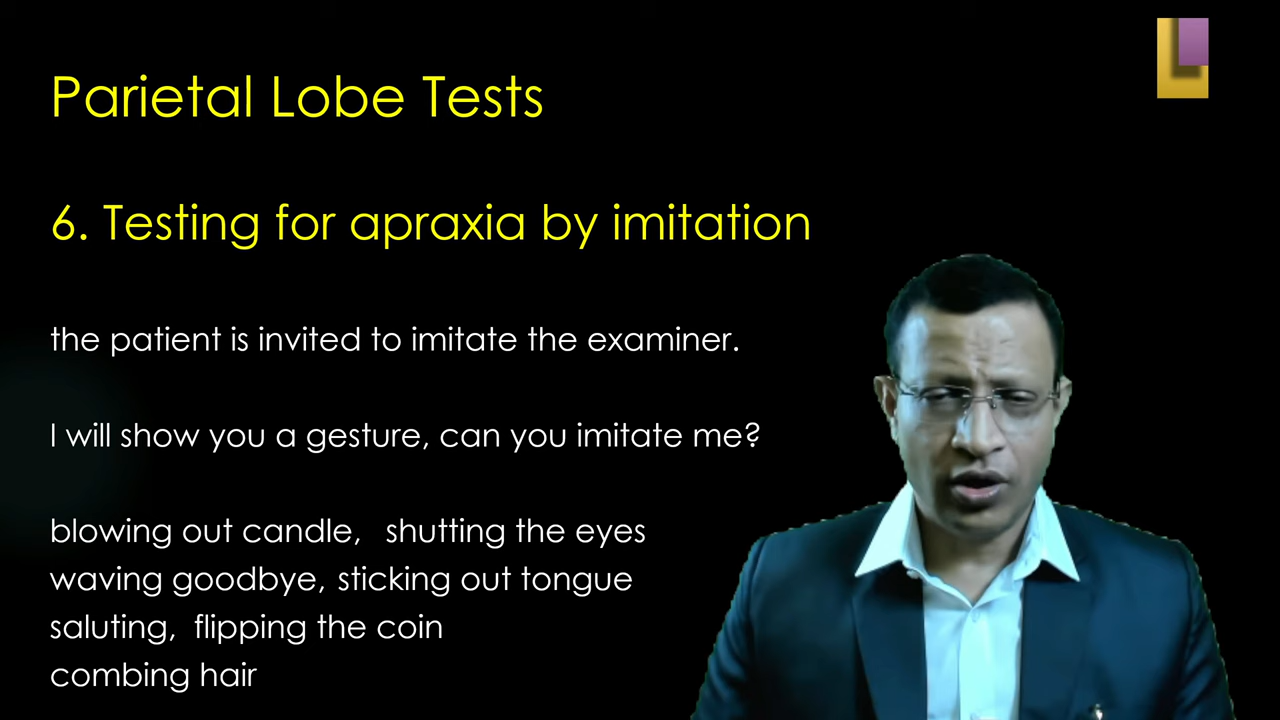 Parietal Lobe Tests
6. Testing for apraxia by imitation
the patient is invited to imitate the examiner.
I will show you a gesture, can you imitate me?
blowing out candle, shutting the eyes
waving goodbye, sticking out tongue
saluting, flipping the coin
combing hair